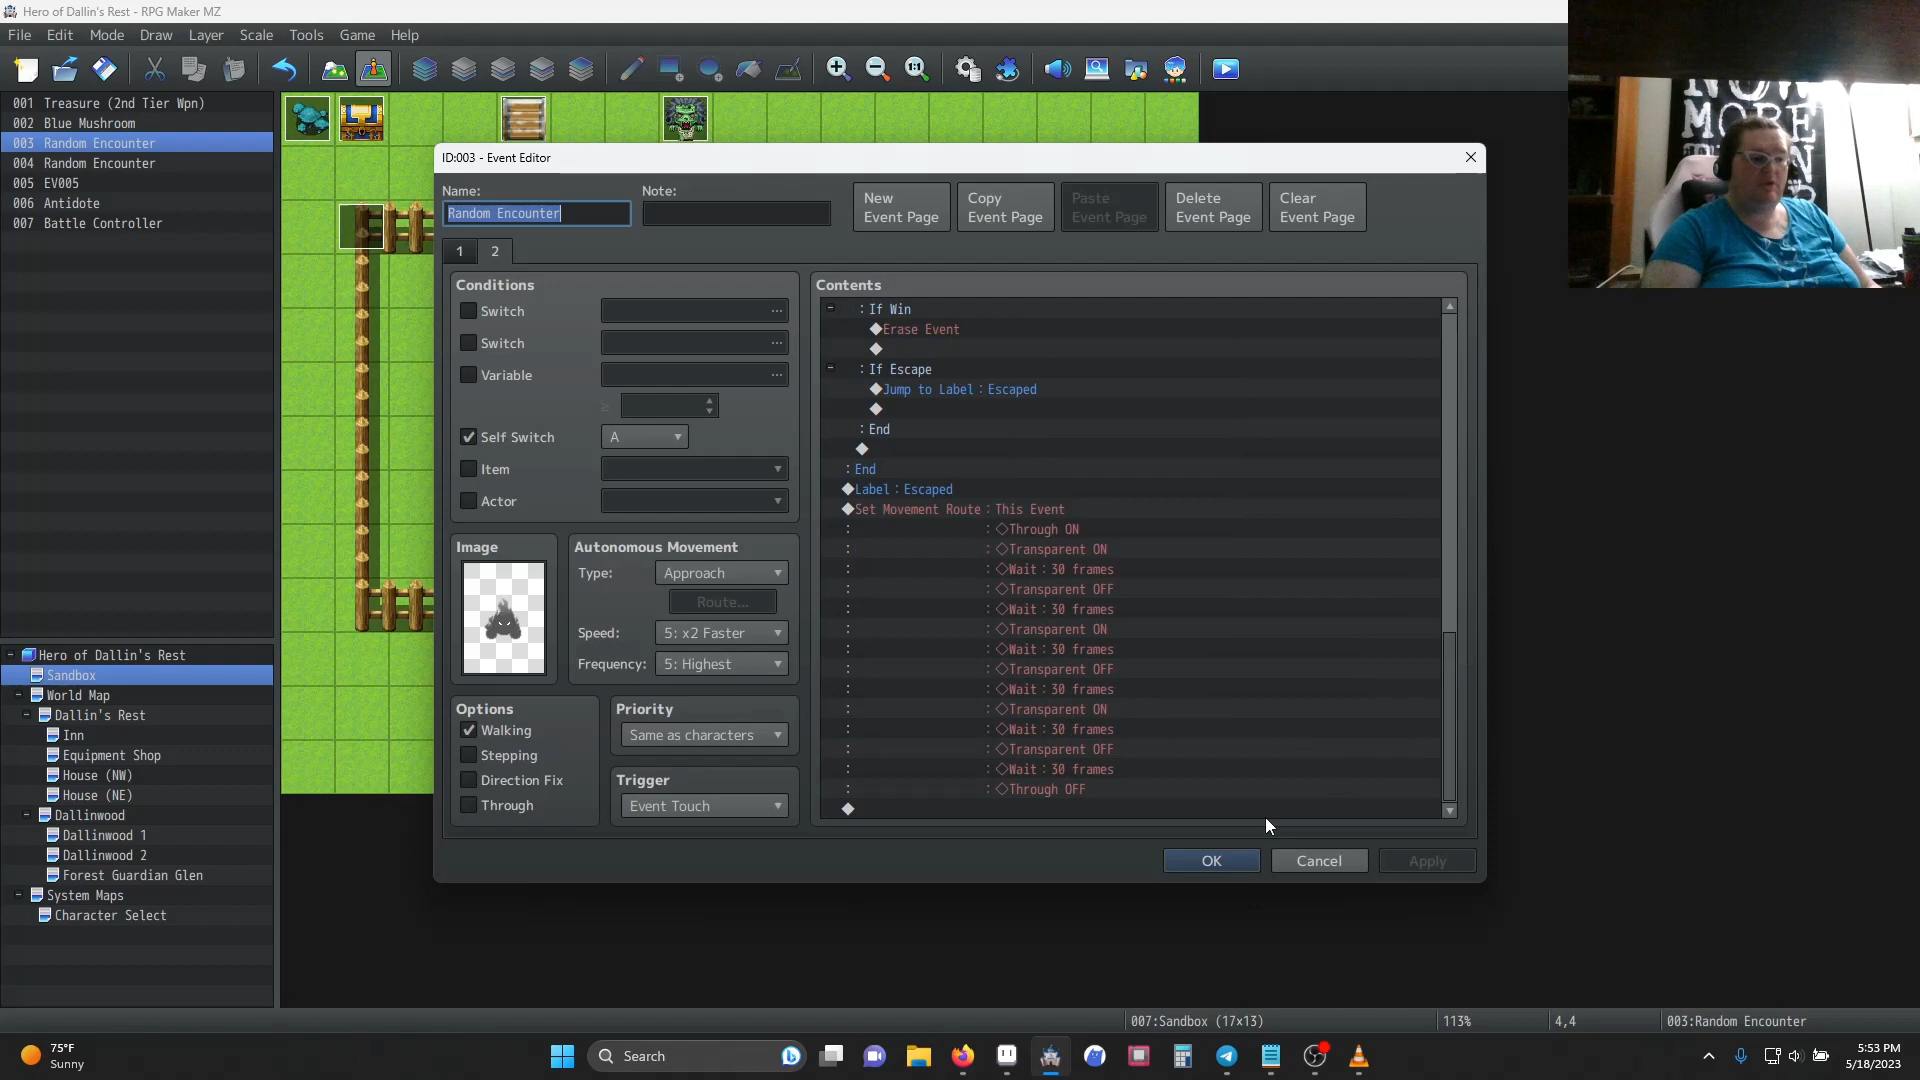 Hero of Dallin's Rest - RPG Maker MZ
File Edit Mode Draw Layer Scale Tools Game Help
1:1
001 Treasure (2nd Tier Wpn)
002 Blue Mushroom
003 Random Encounter
004 Random Encounter
005 EV005
006 Antidote
007 Battle Controller
Hero of Dallin's Rest
Sandbox
World Map
Dallin's Rest
Inn
Equipment Shop
House (NW)
House (NE)
Dallinwood
Dallinwood 1
Dallinwood 2
Forest Guardian Glen
System Maps
Character Select
ID:003 - Event Editor
Name:
Random Encounter
Note:
New Event Page
Copy Event Page
Paste Event Page
Delete Event Page
Clear Event Page
1 2
Conditions
Switch ...
Switch ...
Variable ...
≥
Self Switch A
Item
Actor
Image
Autonomous Movement
Type: Approach
Route...
Speed: 5: x2 Faster
Frequency: 5: Highest
Options
Walking
Stepping
Direction Fix
Through
Priority
Same as characters
Trigger
Event Touch
Contents
: If Win
◆Erase Event
◆
: If Escape
◆Jump to Label : Escaped
◆
: End
◆
: End
◆Label : Escaped
◆Set Movement Route : This Event
: : ◇Through ON
: : ◇Transparent ON
: : ◇Wait : 30 frames
: : ◇Transparent OFF
: : ◇Wait : 30 frames
: : ◇Transparent ON
: : ◇Wait : 30 frames
: : ◇Transparent OFF
: : ◇Wait : 30 frames
: : ◇Transparent ON
: : ◇Wait : 30 frames
: : ◇Transparent OFF
: : ◇Wait : 30 frames
: : ◇Through OFF
◆
OK Cancel Apply
NOW
MORE
007:Sandbox (17x13) 113% 4,4 003:Random Encounter
75°F
Sunny
Search
5:53 PM
5/18/2023